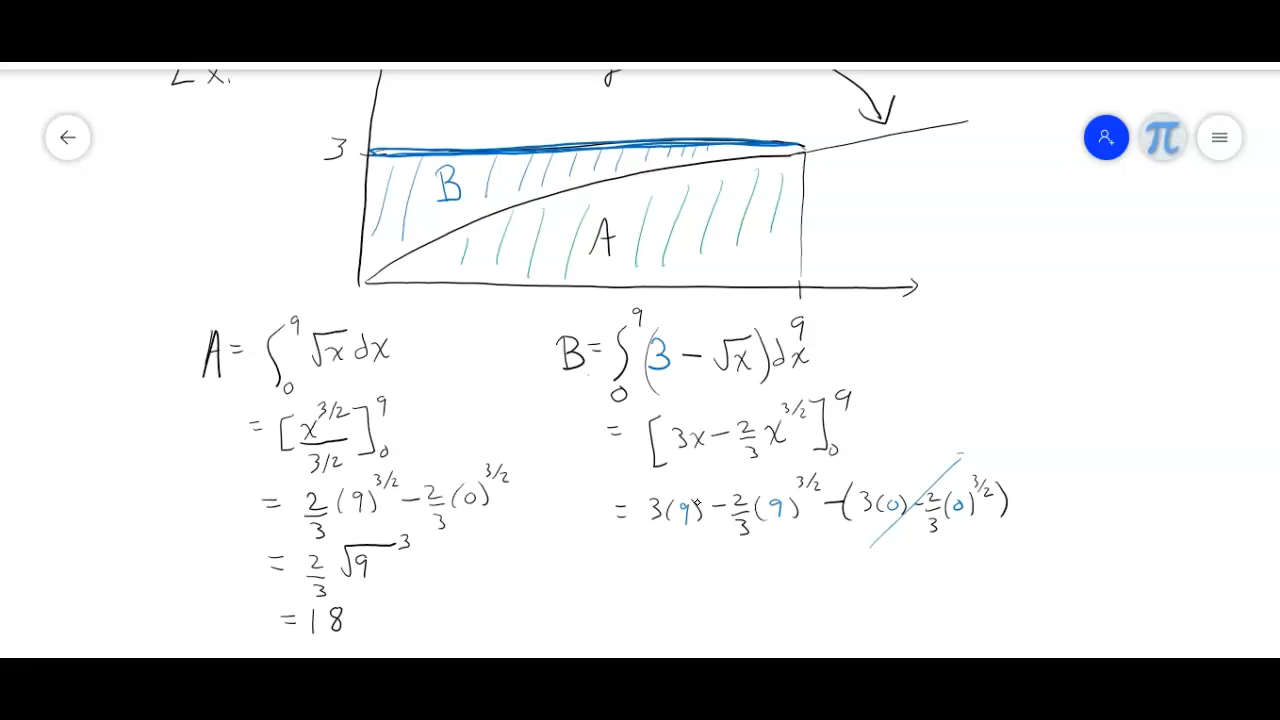 Ex.
3
B
A
A = ∫₀⁹ √x dx
= [x^{3/2} / 3/2]₀⁹
= 2/3 (9)^{3/2} − 2/3 (0)^{3/2}
= 2/3 √9³
= 18
9
B = ∫₀⁹ (3 − √x) dx
= [3x − 2/3 x^{3/2}]₀⁹
= 3(9) − 2/3 (9)^{3/2} − (3(0) − 2/3 (0)^{3/2})
π